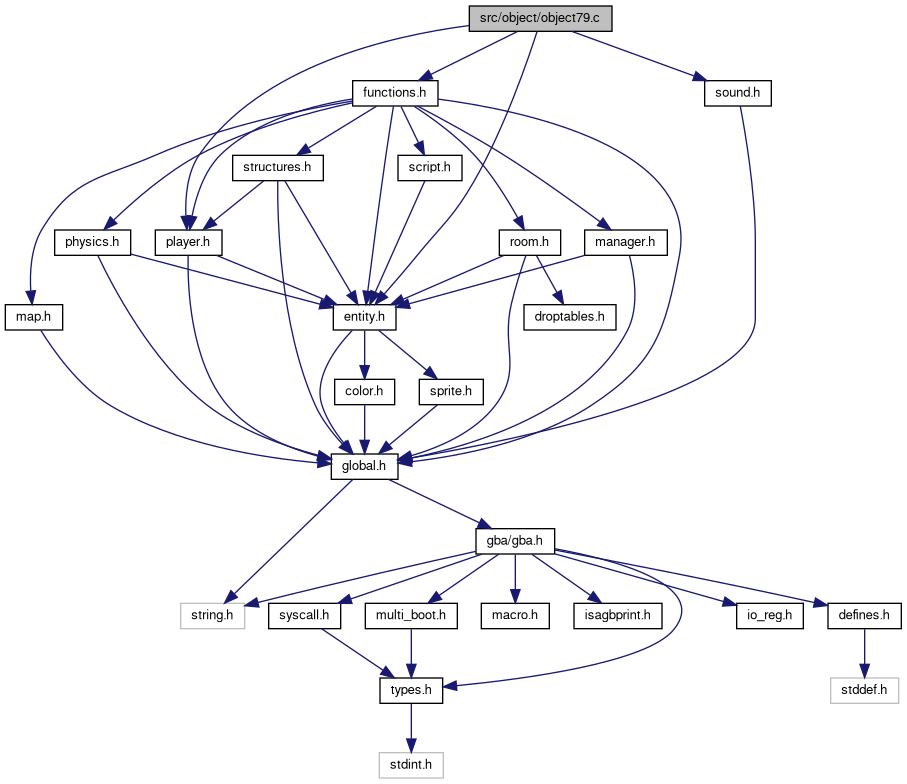 src/object/object79.c
functions.h
sound.h
structures.h
script.h
physics.h
player.h
room.h
manager.h
map.h
entity.h
droptables.h
color.h
sprite.h
global.h
gba/gba.h
string.h
syscall.h
multi_boot.h
macro.h
isagbprint.h
io_reg.h
defines.h
types.h
stddef.h
stdint.h